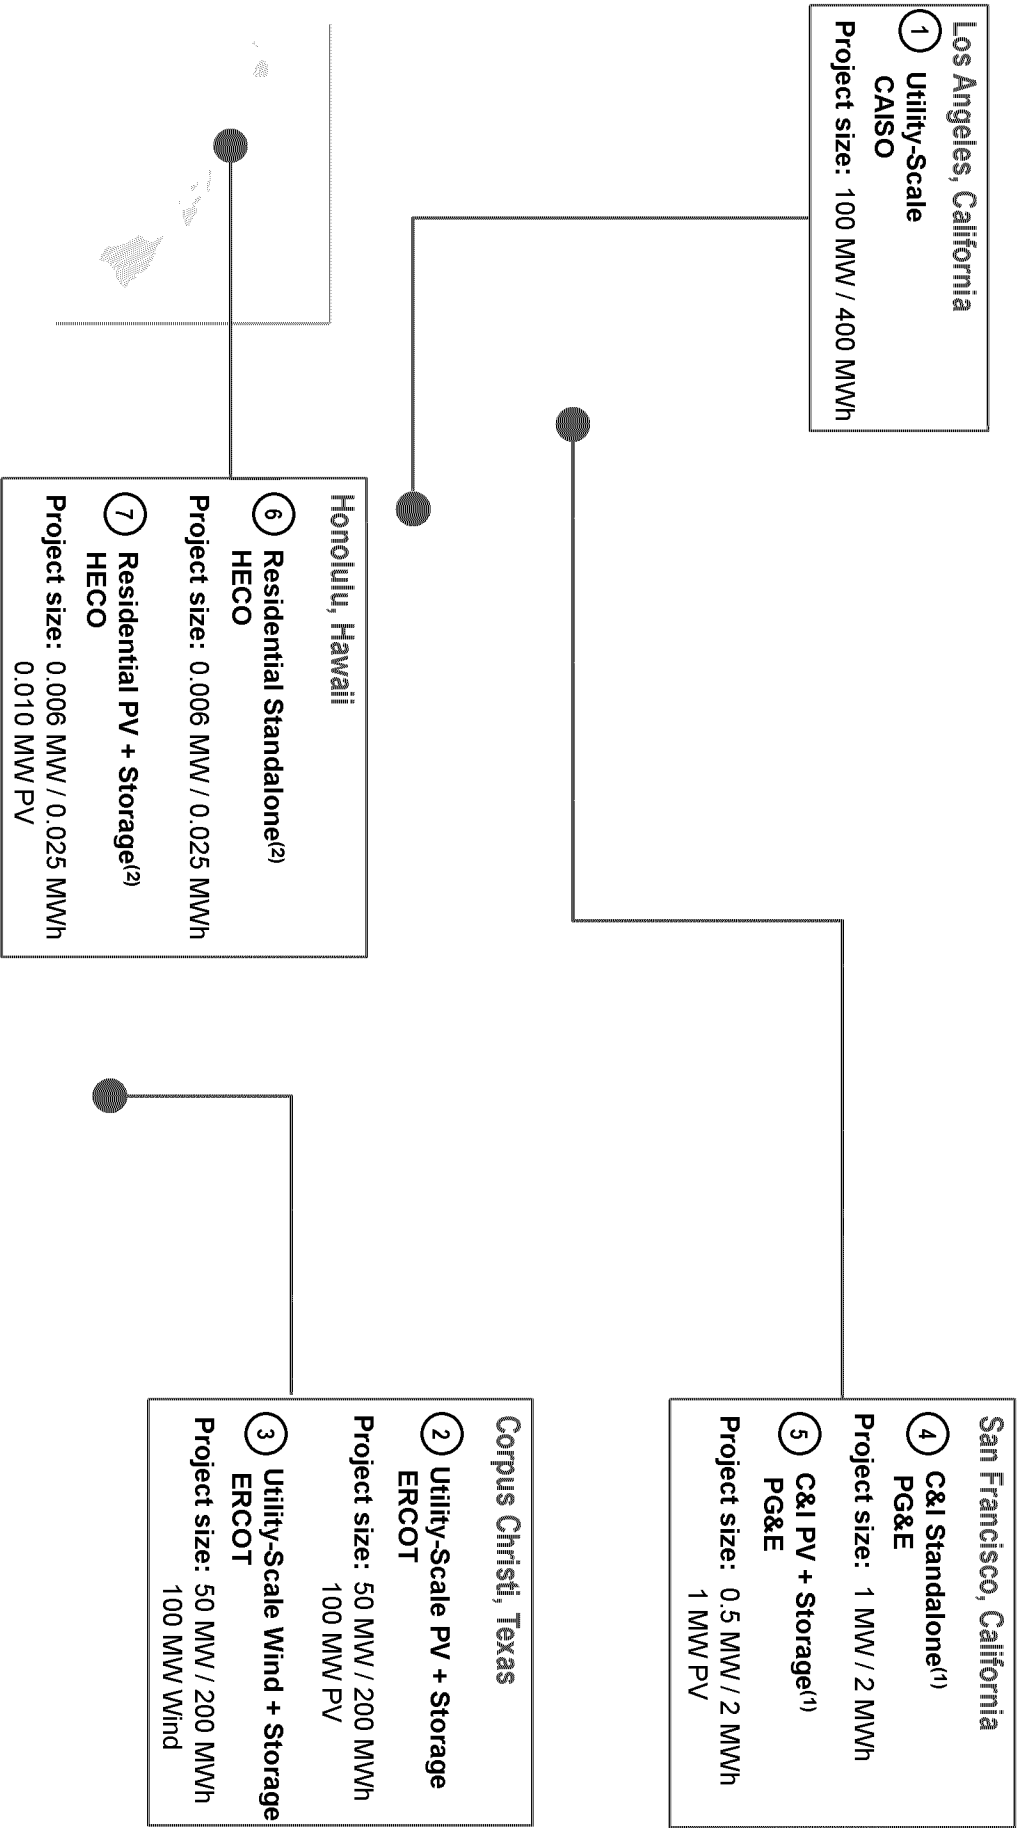 Los Angeles, California
1 Utility-Scale
CAISO
Project size: 100 MW / 400 MWh
San Francisco, California
4 C&I Standalone(1)
PG&E
Project size: 1 MW / 2 MWh
5 C&I PV + Storage(1)
PG&E
Project size: 0.5 MW / 2 MWh
1 MW PV
Honolulu, Hawaii
6 Residential Standalone(2)
HECO
Project size: 0.006 MW / 0.025 MWh
7 Residential PV + Storage(2)
HECO
Project size: 0.006 MW / 0.025 MWh
0.010 MW PV
Corpus Christi, Texas
2 Utility-Scale PV + Storage
ERCOT
Project size: 50 MW / 200 MWh
100 MW PV
3 Utility-Scale Wind + Storage
ERCOT
Project size: 50 MW / 200 MWh
100 MW Wind